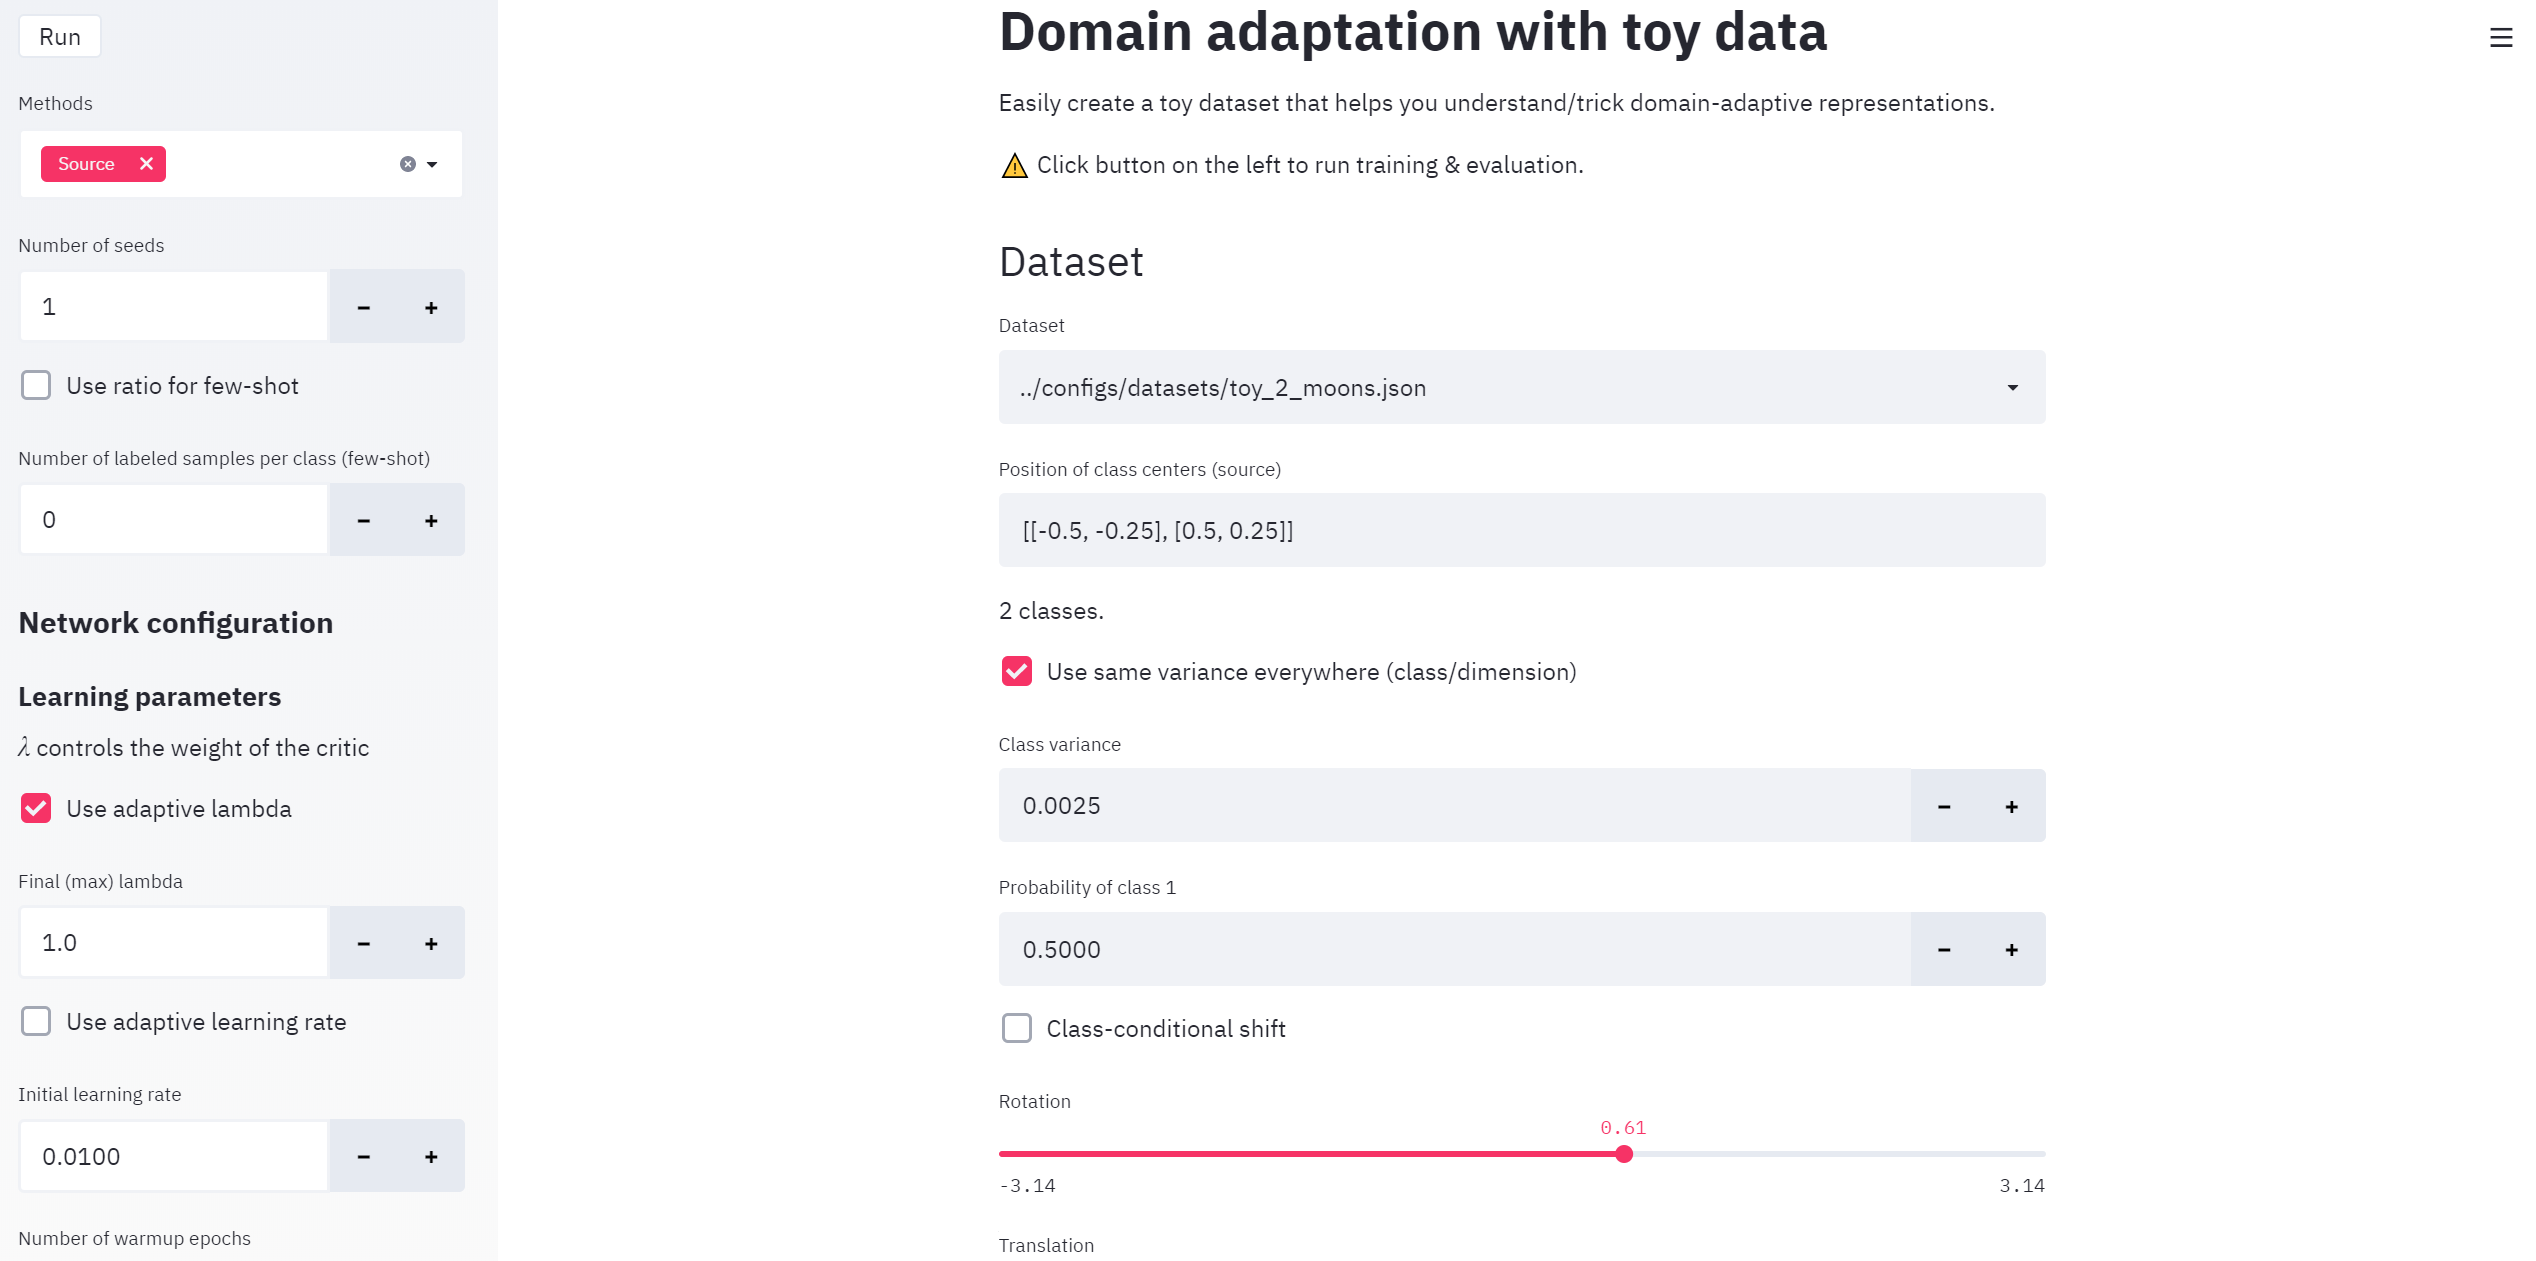 Run
Methods
Source
Number of seeds
1
Use ratio for few-shot
Number of labeled samples per class (few-shot)
0
Network configuration
Learning parameters
λ controls the weight of the critic
Use adaptive lambda
Final (max) lambda
1.0
Use adaptive learning rate
Initial learning rate
0.0100
Number of warmup epochs
Domain adaptation with toy data
Easily create a toy dataset that helps you understand/trick domain-adaptive representations.
⚠ Click button on the left to run training & evaluation.
Dataset
Dataset
../configs/datasets/toy_2_moons.json
Position of class centers (source)
[[-0.5, -0.25], [0.5, 0.25]]
2 classes.
Use same variance everywhere (class/dimension)
Class variance
0.0025
Probability of class 1
0.5000
Class-conditional shift
Rotation
0.61
-3.14 3.14
Translation